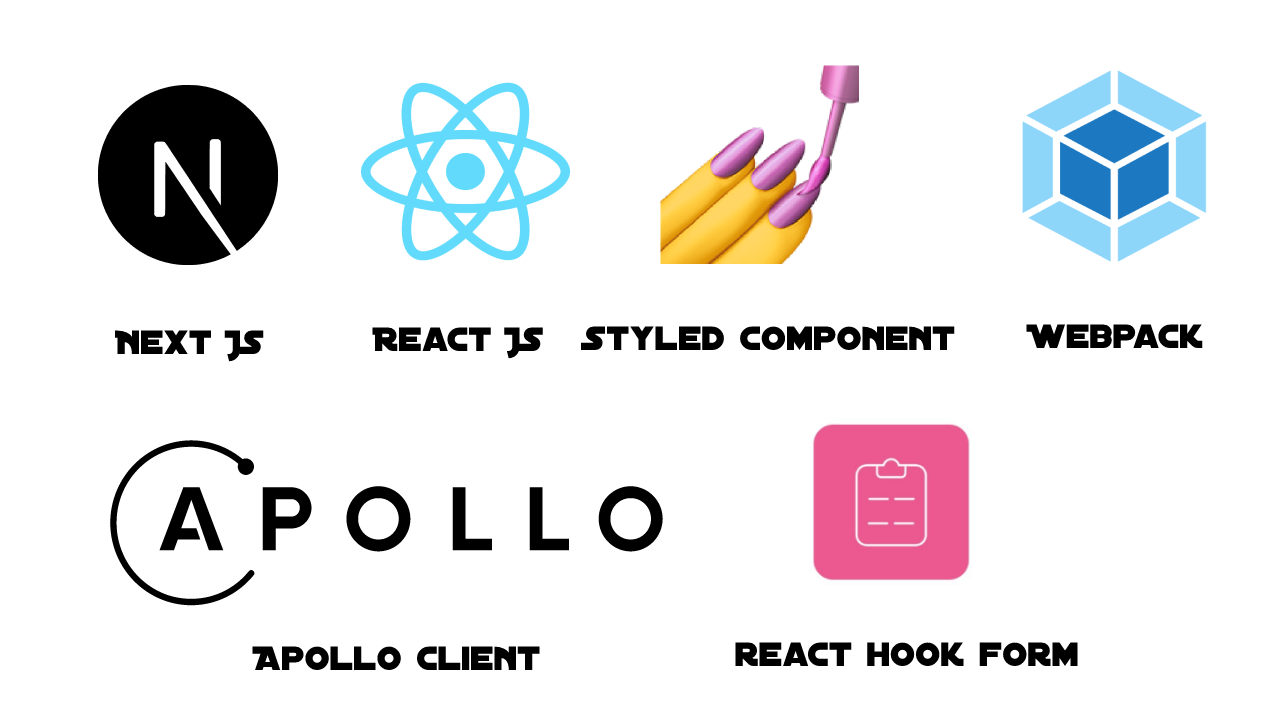 N
Next JS
React JS
Styled component
Webpack
APOLLO
Apollo client
React hook Form